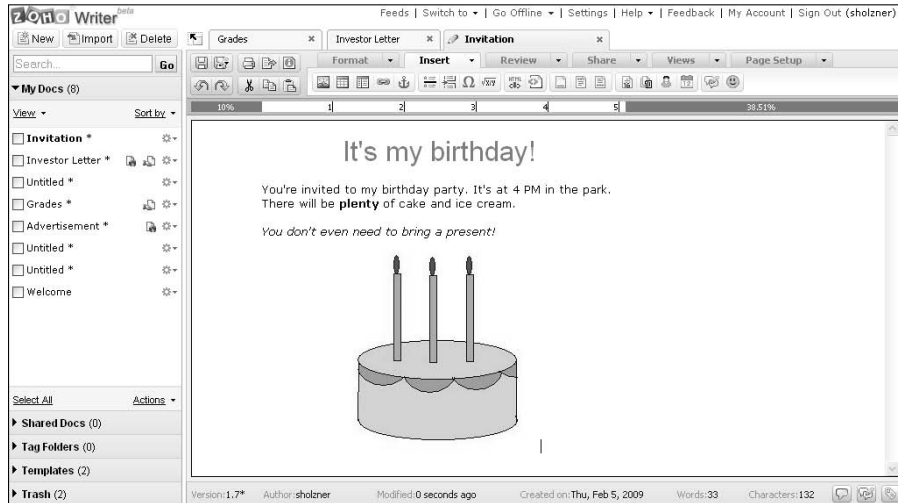 ZOHO Writer beta
Feeds | Switch to | Go Offline | Settings | Help | Feedback | My Account | Sign Out (sholzner)
New Import Delete
Grades × Investor Letter × Invitation ×
Search... Go
Format Insert Review Share Views Page Setup
My Docs (8)
View Sort by
10% 1 2 3 4 5 38.51%
Invitation *
Investor Letter *
Untitled *
Grades *
Advertisement *
Untitled *
Untitled *
Welcome
It's my birthday!
You're invited to my birthday party. It's at 4 PM in the park.
There will be plenty of cake and ice cream.
You don't even need to bring a present!
Select All Actions
Shared Docs (0)
Tag Folders (0)
Templates (2)
Trash (2)
Version:1.7* Author:sholzner Modified:0 seconds ago Created on:Thu, Feb 5, 2009 Words:33 Characters:132